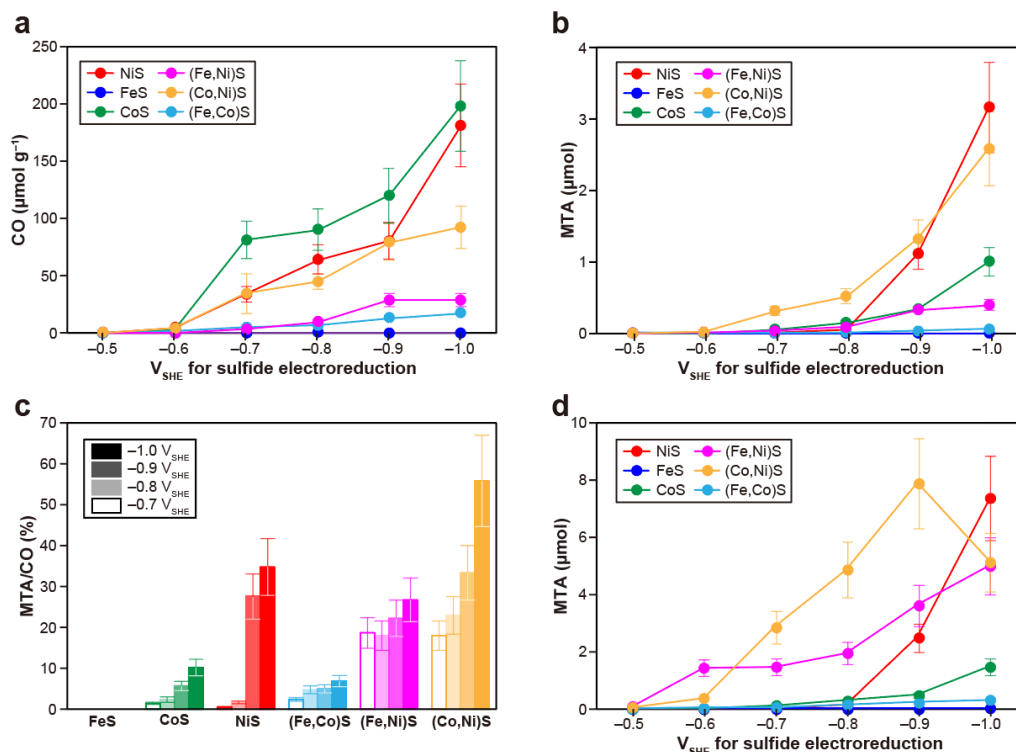 a
CO (μmol g⁻¹)
250
200
150
100
50
0
NiS (Fe,Ni)S
FeS (Co,Ni)S
CoS (Fe,Co)S
–0.5 –0.6 –0.7 –0.8 –0.9 –1.0
V_SHE for sulfide electroreduction
b
MTA (μmol)
4
3
2
1
0
NiS (Fe,Ni)S
FeS (Co,Ni)S
CoS (Fe,Co)S
–0.5 –0.6 –0.7 –0.8 –0.9 –1.0
V_SHE for sulfide electroreduction
c
MTA/CO (%)
70
60
50
40
30
20
10
0
–1.0 V_SHE
–0.9 V_SHE
–0.8 V_SHE
–0.7 V_SHE
FeS CoS NiS (Fe,Co)S (Fe,Ni)S (Co,Ni)S
d
MTA (μmol)
10
8
6
4
2
0
NiS (Fe,Ni)S
FeS (Co,Ni)S
CoS (Fe,Co)S
–0.5 –0.6 –0.7 –0.8 –0.9 –1.0
V_SHE for sulfide electroreduction